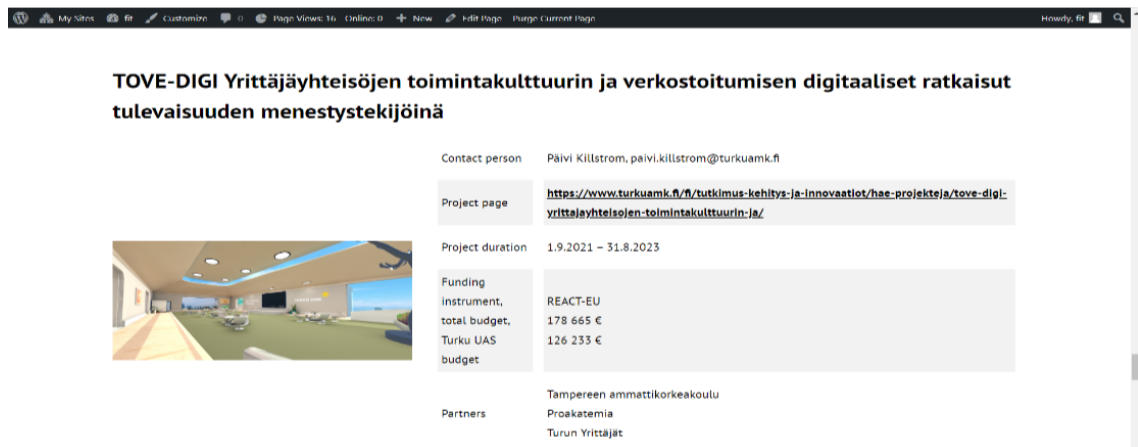 My Sites fit Customize 0 Page Views: 16 Online: 0 New Edit Page Purge Current Page Howdy, fit
TOVE-DIGI Yrittäjäyhteisöjen toimintakulttuurin ja verkostoitumisen digitaaliset ratkaisut
tulevaisuuden menestystekijöinä
Contact person Päivi Killstrom, paivi.killstrom@turkuamk.fi
Project page https://www.turkuamk.fi/fi/tutkimus-kehitys-ja-innovaatiot/hae-projekteja/tove-digi-
yrittajayhteisojen-toimintakulttuurin-ja/
Project duration 1.9.2021 – 31.8.2023
Funding
instrument,
total budget,
Turku UAS
budget
REACT-EU
178 665 €
126 233 €
Partners
Tampereen ammattikorkeakoulu
Proakatemia
Turun Yrittäjät